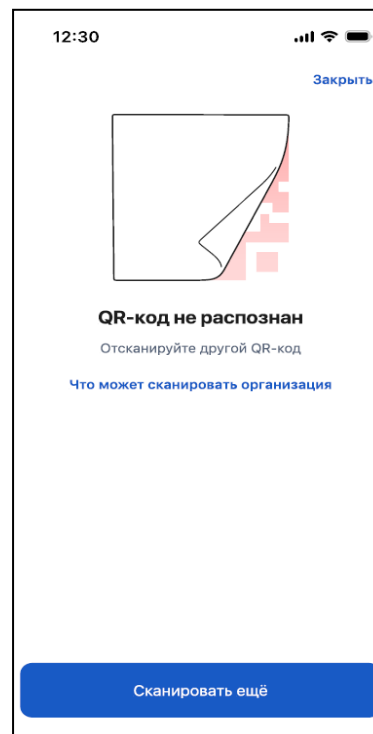 12:30
Закрыть
QR-код не распознан
Отсканируйте другой QR-код
Что может сканировать организация
Сканировать ещё